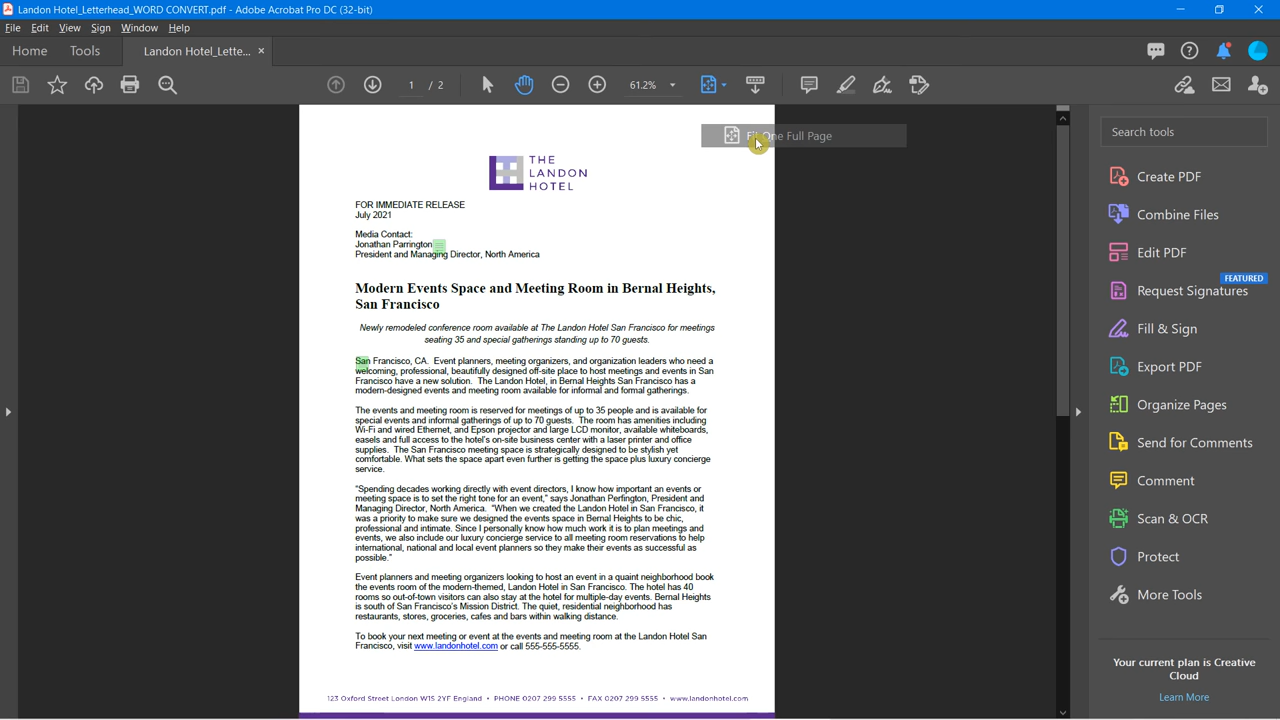 Landon Hotel_Letterhead_WORD CONVERT.pdf - Adobe Acrobat Pro DC (32-bit)
File Edit View Sign Window Help
Home Tools Landon Hotel_Lette... ×
1 / 2 61.2%
Fit One Full Page
THE
LANDON
HOTEL
FOR IMMEDIATE RELEASE
July 2021
Media Contact:
Jonathan Parrington
President and Managing Director, North America
Modern Events Space and Meeting Room in Bernal Heights,
San Francisco
Newly remodeled conference room available at The Landon Hotel San Francisco for meetings
seating 35 and special gatherings standing up to 70 guests.
San Francisco, CA. Event planners, meeting organizers, and organization leaders who need a
welcoming, professional, beautifully designed off-site place to host meetings and events in San
Francisco have a new solution. The Landon Hotel, in Bernal Heights San Francisco has a
modern-designed events and meeting room available for informal and formal gatherings.
The events and meeting room is reserved for meetings of up to 35 people and is available for
special events and informal gatherings of up to 70 guests. The room has amenities including
Wi-Fi and wired Ethernet, and Epson projector and large LCD monitor, available whiteboards,
easels and full access to the hotel's on-site business center with a laser printer and office
supplies. The San Francisco meeting space is strategically designed to be stylish yet
comfortable. What sets the space apart even further is getting the space plus luxury concierge
service.
"Spending decades working directly with event directors, I know how important an events or
meeting space is to set the right tone for an event," says Jonathan Perfington, President and
Managing Director, North America. "When we created the Landon Hotel in San Francisco, it
was a priority to make sure we designed the events space in Bernal Heights to be chic,
professional and intimate. Since I personally know how much work it is to plan meetings and
events, we also include our luxury concierge service to all meeting room reservations to help
international, national and local event planners so they make their events as successful as
possible."
Event planners and meeting organizers looking to host an event in a quaint neighborhood book
the events room of the modern-themed, Landon Hotel in San Francisco. The hotel has 40
rooms so out-of-town visitors can also stay at the hotel for multiple-day events. Bernal Heights
is south of San Francisco's Mission District. The quiet, residential neighborhood has
restaurants, stores, groceries, cafes and bars within walking distance.
To book your next meeting or event at the events and meeting room at the Landon Hotel San
Francisco, visit www.landonhotel.com or call 555-555-5555.
123 Oxford Street London W1S 2YF England • PHONE 0207 299 5555 • FAX 0207 299 5555 • www.landonhotel.com
Search tools
Create PDF
Combine Files
Edit PDF
FEATURED
Request Signatures
Fill & Sign
Export PDF
Organize Pages
Send for Comments
Comment
Scan & OCR
Protect
More Tools
Your current plan is Creative
Cloud
Learn More